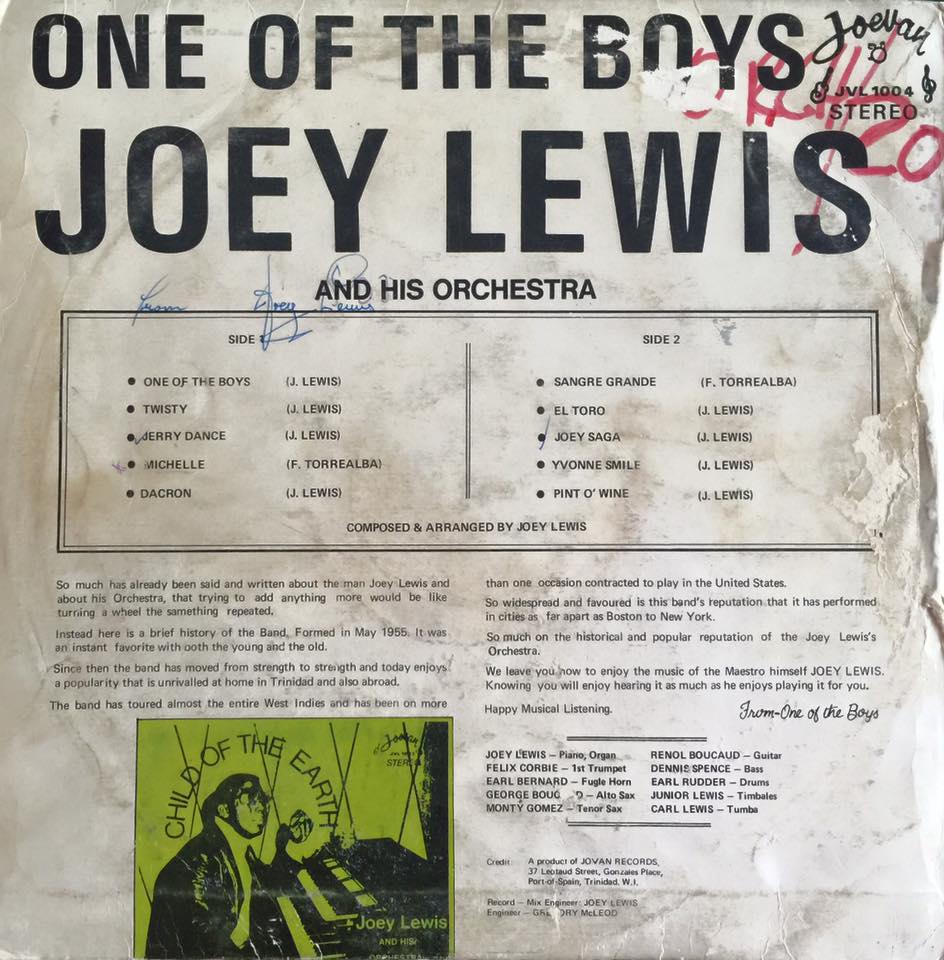 ONE OF THE BOYS
Joevan
JVL 1004
STEREO
JOEY LEWIS
AND HIS ORCHESTRA
from Joey Lewis
SIDE 1
ONE OF THE BOYS (J. LEWIS)
TWISTY (J. LEWIS)
JERRY DANCE (J. LEWIS)
MICHELLE (F. TORREALBA)
DACRON (J. LEWIS)
SIDE 2
SANGRE GRANDE (F. TORREALBA)
EL TORO (J. LEWIS)
JOEY SAGA (J. LEWIS)
YVONNE SMILE (J. LEWIS)
PINT O' WINE (J. LEWIS)
COMPOSED & ARRANGED BY JOEY LEWIS
So much has already been said and written about the man Joey Lewis and
about his Orchestra, that trying to add anything more would be like
turning a wheel the samething repeated.
Instead here is a brief history of the Band. Formed in May 1955. It was
an instant favorite with ooth the young and the old.
Since then the band has moved from strength to strength and today enjoys
a popularity that is unrivalled at home in Trinidad and also abroad.
The band has toured almost the entire West Indies and has been on more
than one occasion contracted to play in the United States.
So widespread and favoured is this band's reputation that it has performed
in cities as far apart as Boston to New York.
So much on the historical and popular reputation of the Joey Lewis's
Orchestra.
We leave you now to enjoy the music of the Maestro himself JOEY LEWIS.
Knowing you will enjoy hearing it as much as he enjoys playing it for you.
Happy Musical Listening.
From-One of the Boys
JOEY LEWIS – Piano, Organ
FELIX CORBIE – 1st Trumpet
EARL BERNARD – Fugle Horn
GEORGE – Alto Sax
MONTY GOMEZ – Tenor Sax
RENOL BOUCAUD – Guitar
DENNIS SPENCE – Bass
EARL RUDDER – Drums
JUNIOR LEWIS – Timbales
CARL LEWIS – Tumba
Credit: A product of JOVAN RECORDS,
37 Leotaud Street, Gonzales Place,
Port-of-Spain, Trinidad. W.I.
Record – Mix Engineer: JOEY LEWIS
Engineer – McLEOD
CHILD OF THE EARTH
Jovan
STEREO
Joey Lewis
AND HIS
ORCHESTRA